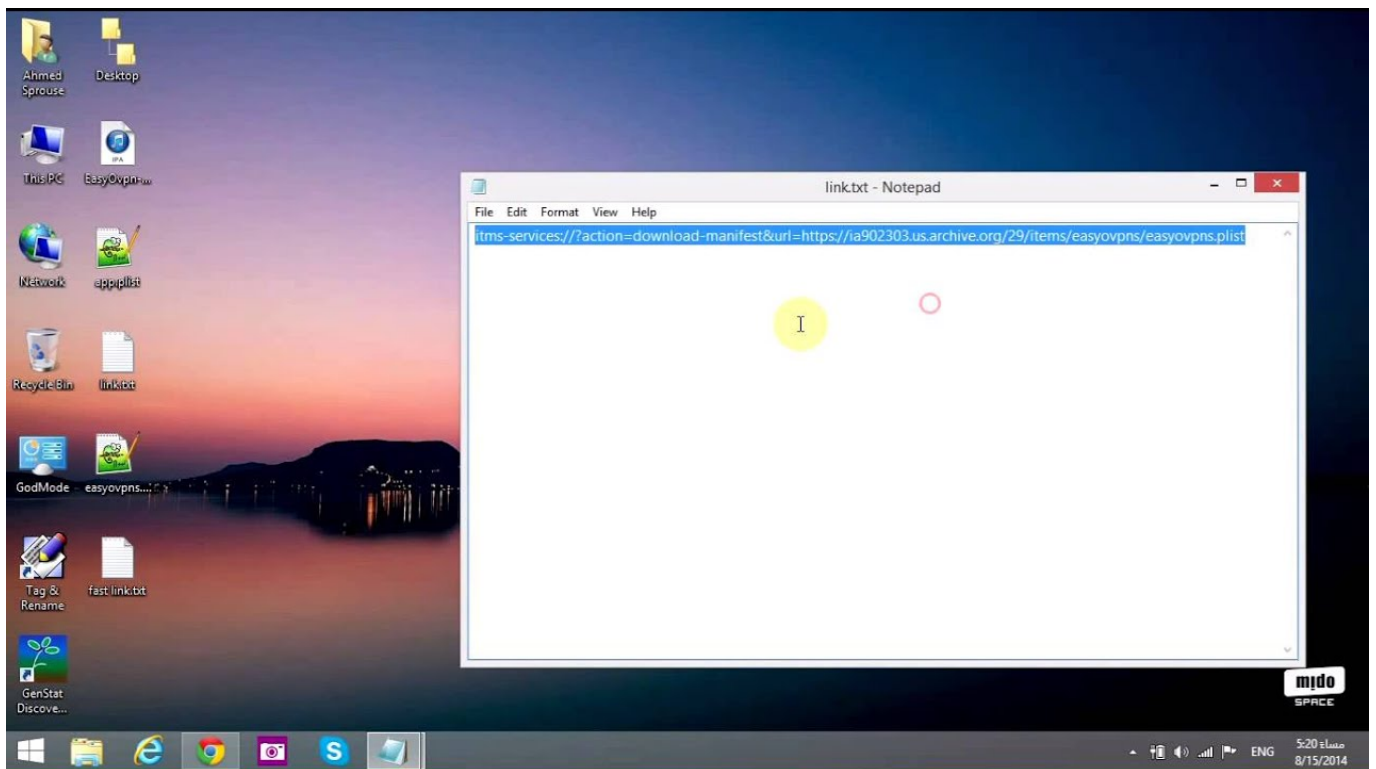 Ahmed Sprouse
Desktop
This PC
EasyOvpn-...
IPA
Network
app.plist
Recycle Bin
link.txt
GodMode
easyovpns....
Tag & Rename
fast link.txt
GenStat Discove...
link.txt - Notepad
File Edit Format View Help
itms-services://?action=download-manifest&url=https://ia902303.us.archive.org/29/items/easyovpns/easyovpns.plist
mido
SPACE
ENG
5:20 مساء
8/15/2014